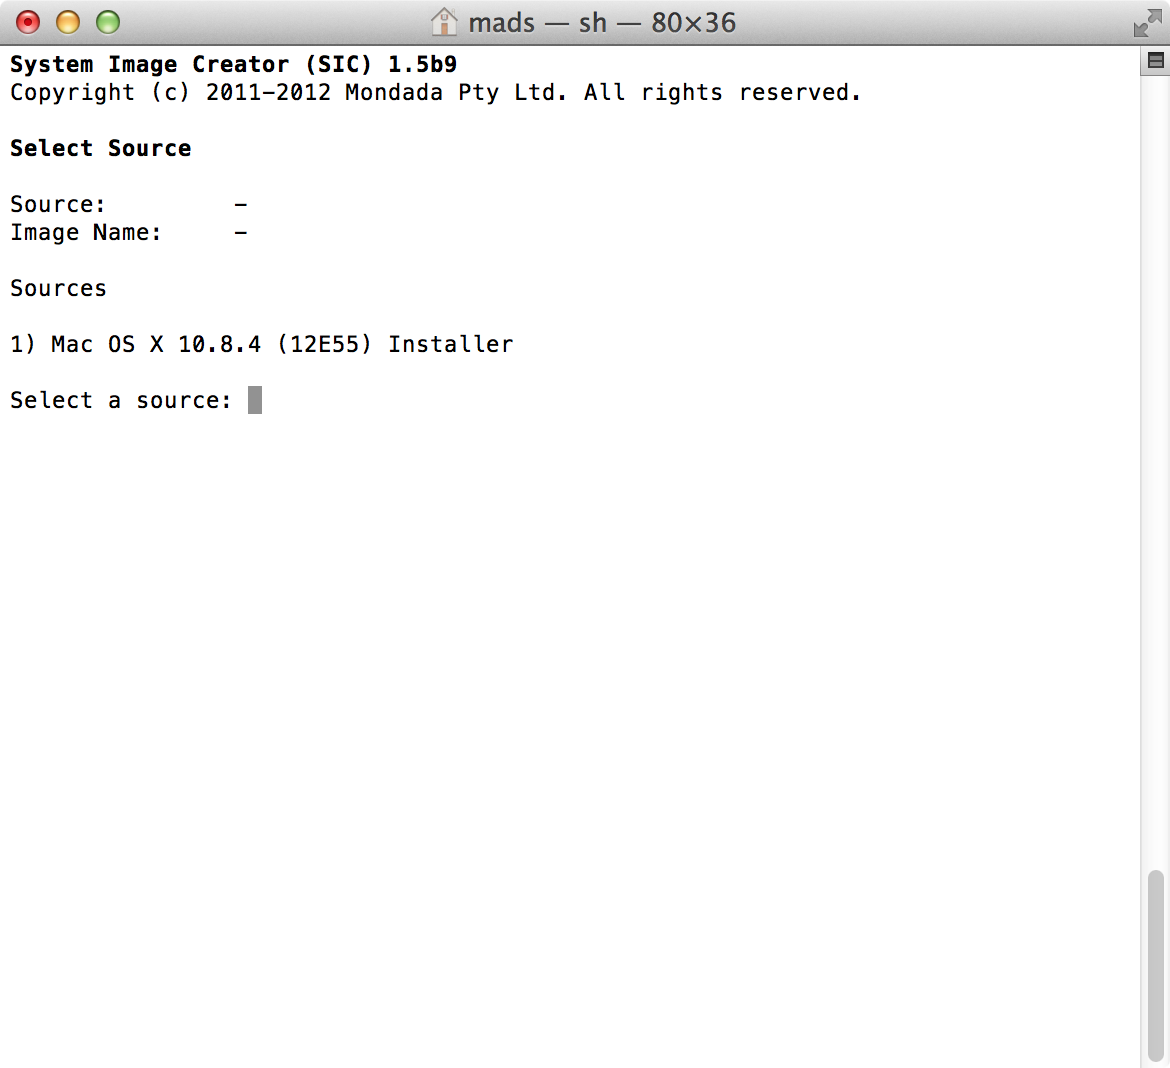 mads — sh — 80×36
System Image Creator (SIC) 1.5b9
Copyright (c) 2011-2012 Mondada Pty Ltd. All rights reserved.
Select Source
Source: -
Image Name: -
Sources
1) Mac OS X 10.8.4 (12E55) Installer
Select a source: